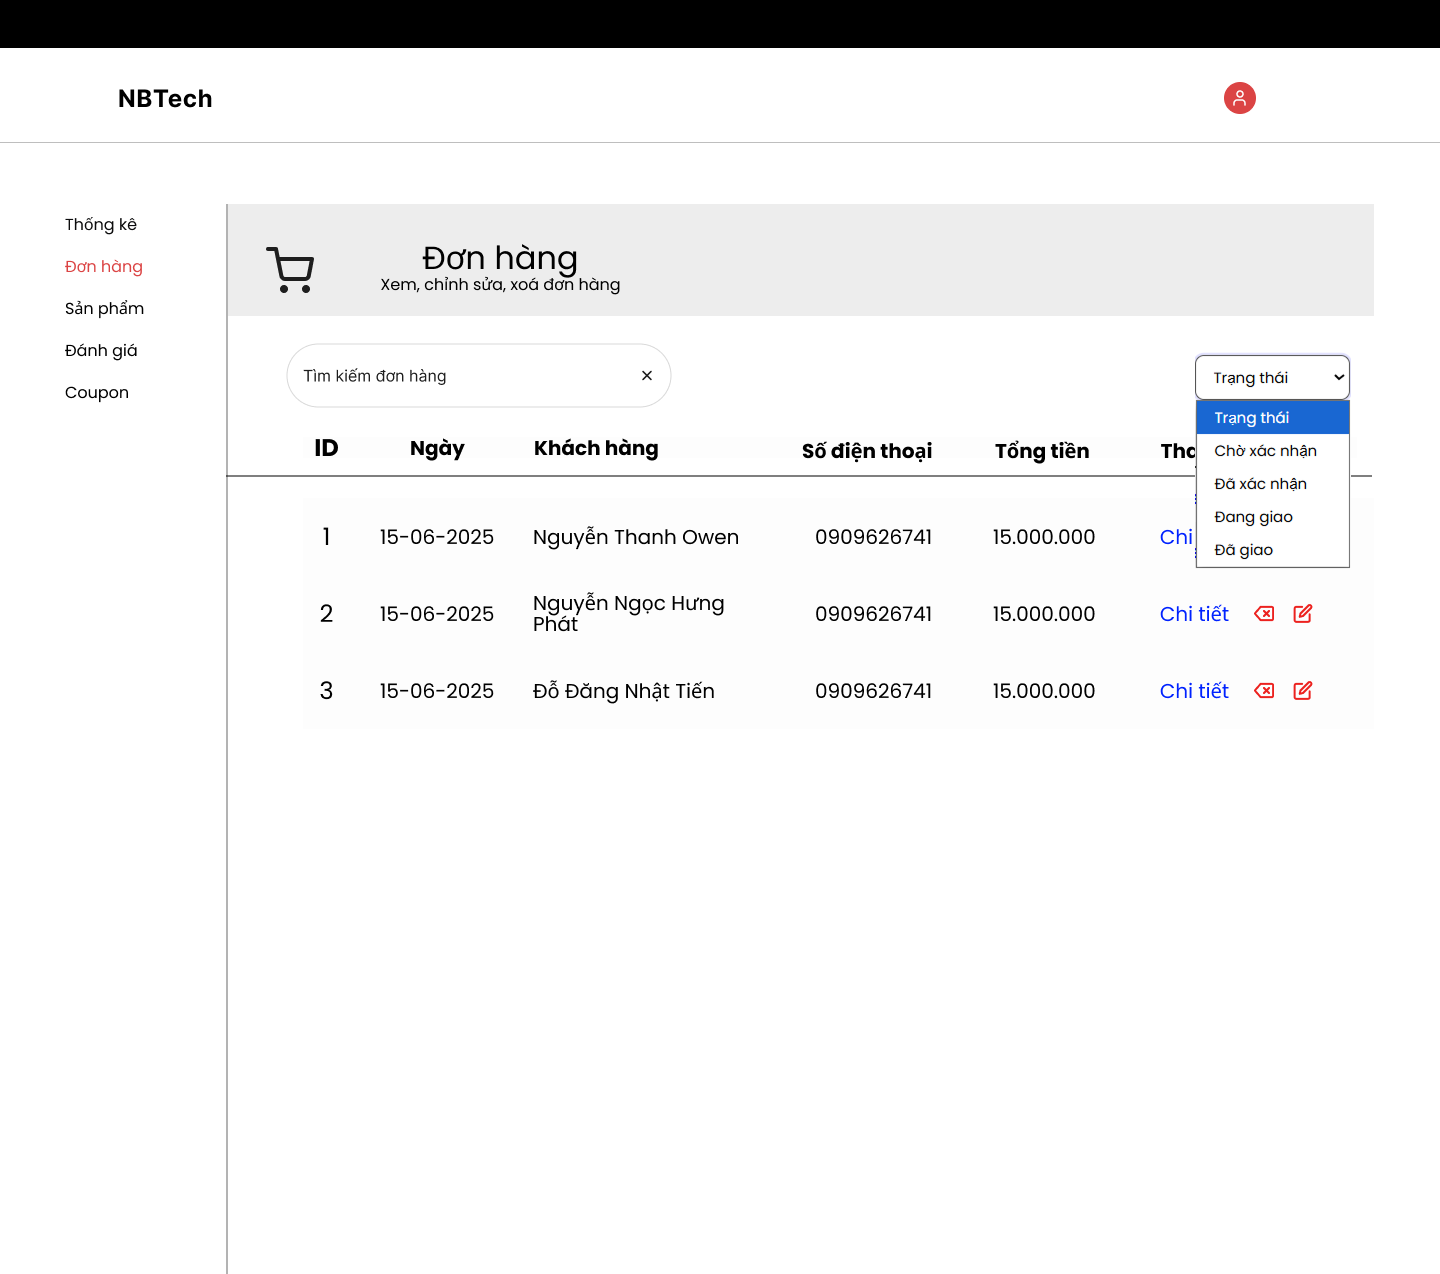 NBTech
Thống kê
Đơn hàng
Sản phẩm
Đánh giá
Coupon
Đơn hàng
Xem, chỉnh sửa, xoá đơn hàng
Tìm kiếm đơn hàng
Trạng thái
Trạng thái
Chờ xác nhận
Đã xác nhận
Đang giao
Đã giao
ID Ngày Khách hàng Số điện thoại Tổng tiền
1 15-06-2025 Nguyễn Thanh Owen 0909626741 15.000.000 Chi
2 15-06-2025 Nguyễn Ngọc Hưng Phát 0909626741 15.000.000 Chi tiết
3 15-06-2025 Đỗ Đăng Nhật Tiến 0909626741 15.000.000 Chi tiết